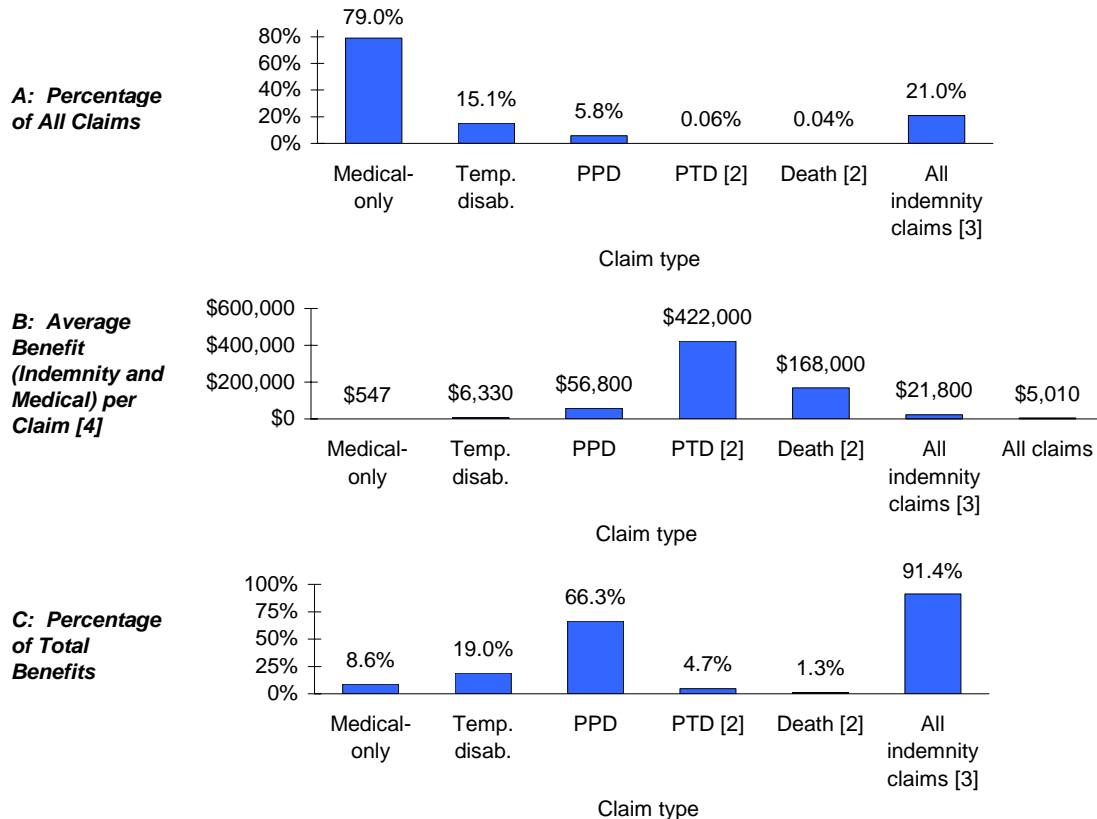 A: Percentage
of All Claims
80%
60%
40%
20%
0%
79.0%
15.1%
5.8%
0.06%
0.04%
21.0%
Medical-
only
Temp.
disab.
PPD
PTD [2]
Death [2]
All
indemnity
claims [3]
Claim type
B: Average
Benefit
(Indemnity and
Medical) per
Claim [4]
$600,000
$400,000
$200,000
$0
$547
$6,330
$56,800
$422,000
$168,000
$21,800
$5,010
Medical-
only
Temp.
disab.
PPD
PTD [2]
Death [2]
All
indemnity
claims [3]
All claims
Claim type
C: Percentage
of Total
Benefits
100%
75%
50%
25%
0%
8.6%
19.0%
66.3%
4.7%
1.3%
91.4%
Medical-
only
Temp.
disab.
PPD
PTD [2]
Death [2]
All
indemnity
claims [3]
Claim type